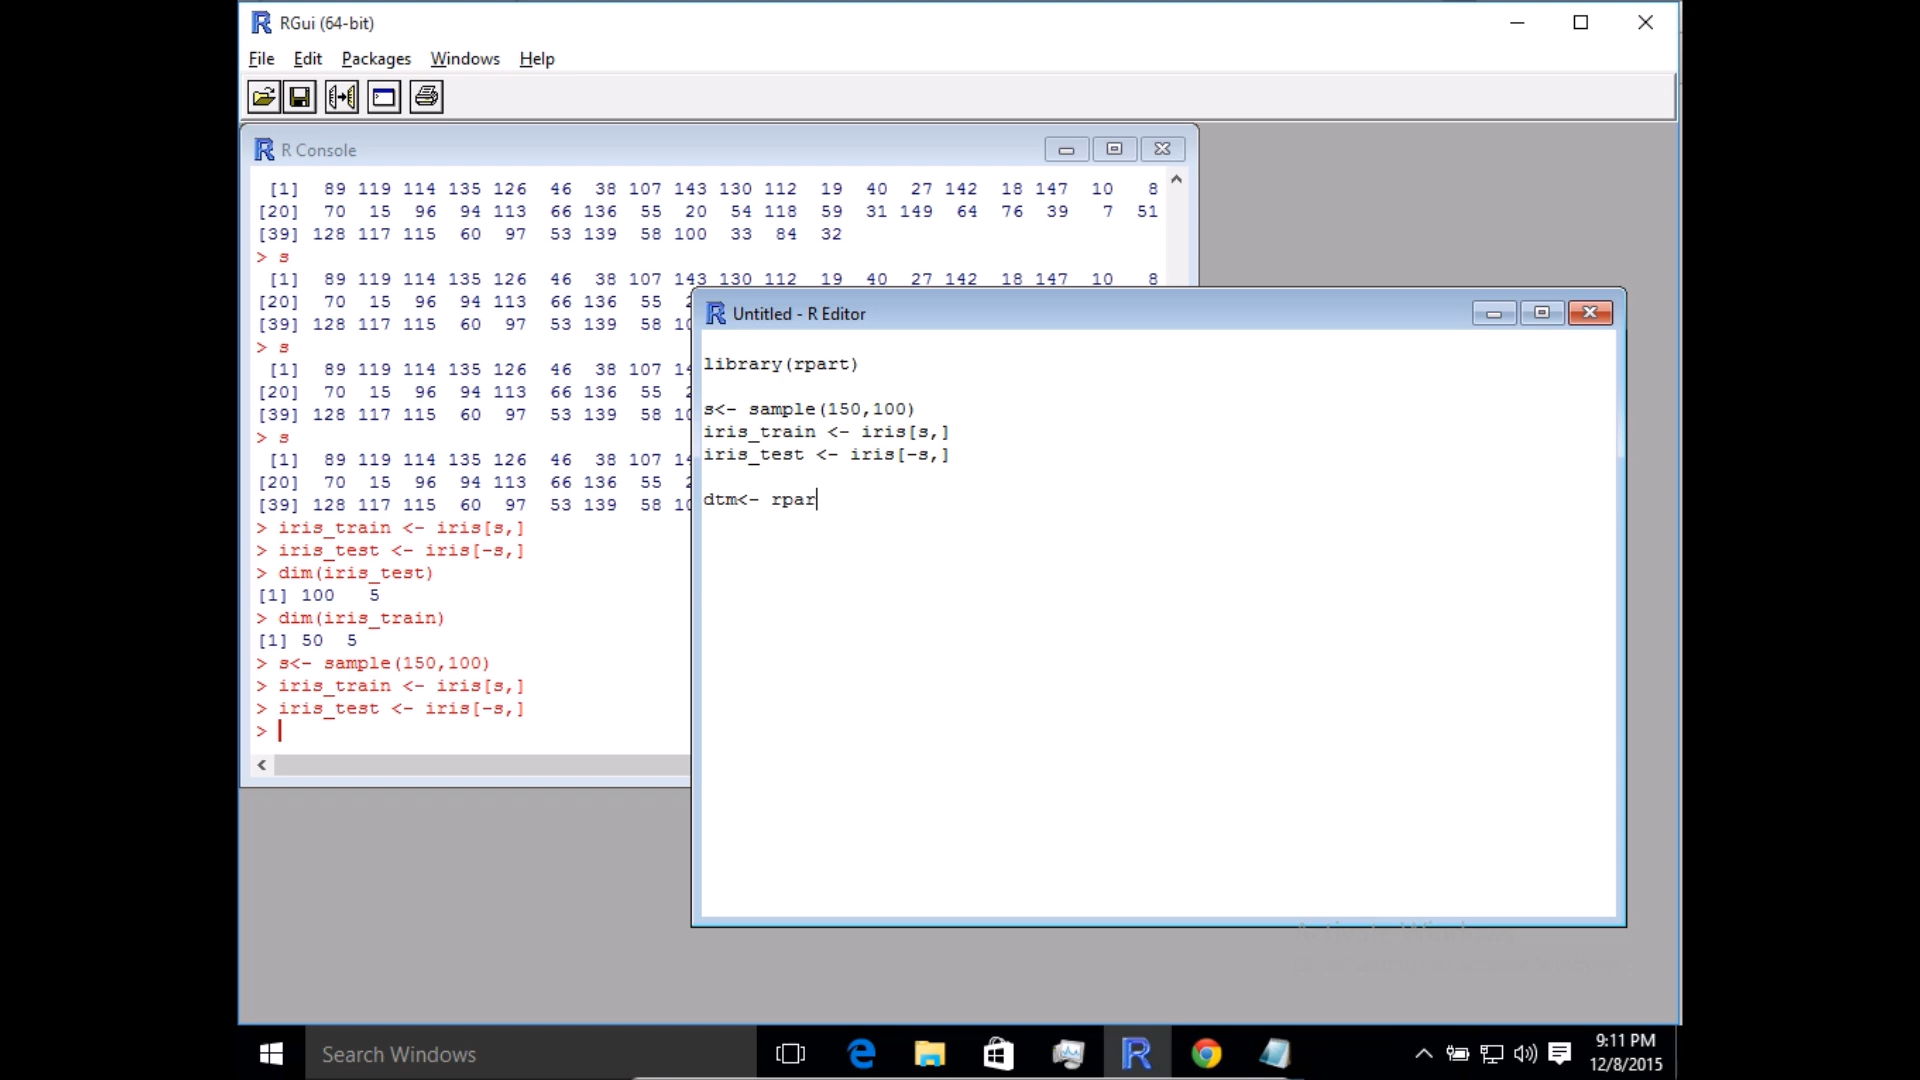 RGui (64-bit)
File Edit Packages Windows Help
R Console
[1] 89 119 114 135 126 46 38 107 143 130 112 19 40 27 142 18 147 10 8
[20] 70 15 96 94 113 66 136 55 20 54 118 59 31 149 64 76 39 7 51
[39] 128 117 115 60 97 53 139 58 100 33 84 32
> s
[1] 89 119 114 135 126 46 38 107 143 130 112 19 40 27 142 18 147 10 8
[20] 70 15 96 94 113 66 136 55
[39] 128 117 115 60 97 53 139 58
> s
[1] 89 119 114 135 126 46 38 107
[20] 70 15 96 94 113 66 136 55
[39] 128 117 115 60 97 53 139 58
> s
[1] 89 119 114 135 126 46 38 107
[20] 70 15 96 94 113 66 136 55
[39] 128 117 115 60 97 53 139 58
> iris_train <- iris[s,]
> iris_test <- iris[-s,]
> dim(iris_test)
[1] 100 5
> dim(iris_train)
[1] 50 5
> s<- sample(150,100)
> iris_train <- iris[s,]
> iris_test <- iris[-s,]
>
Untitled - R Editor
library(rpart)
s<- sample(150,100)
iris_train <- iris[s,]
iris_test <- iris[-s,]
dtm<- rpar
Search Windows
9:11 PM
12/8/2015